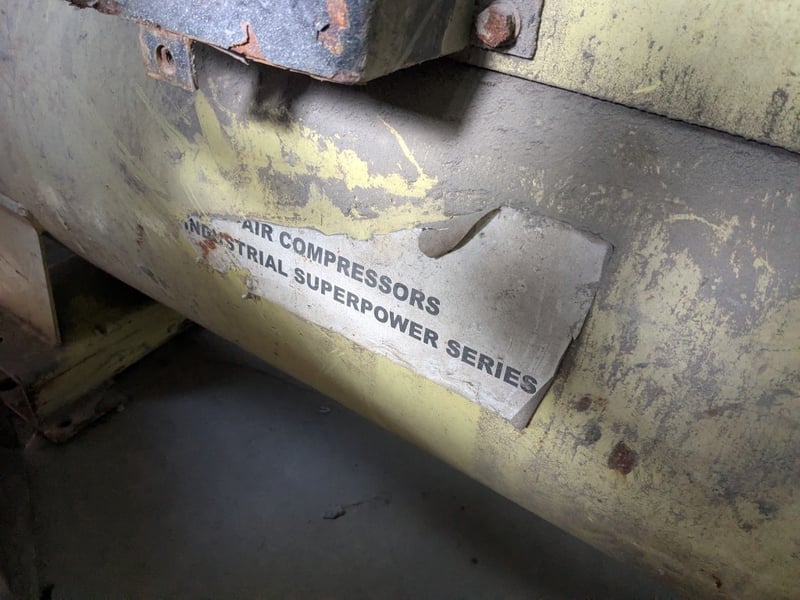 AIR COMPRESSORS
INDUSTRIAL SUPERPOWER SERIES